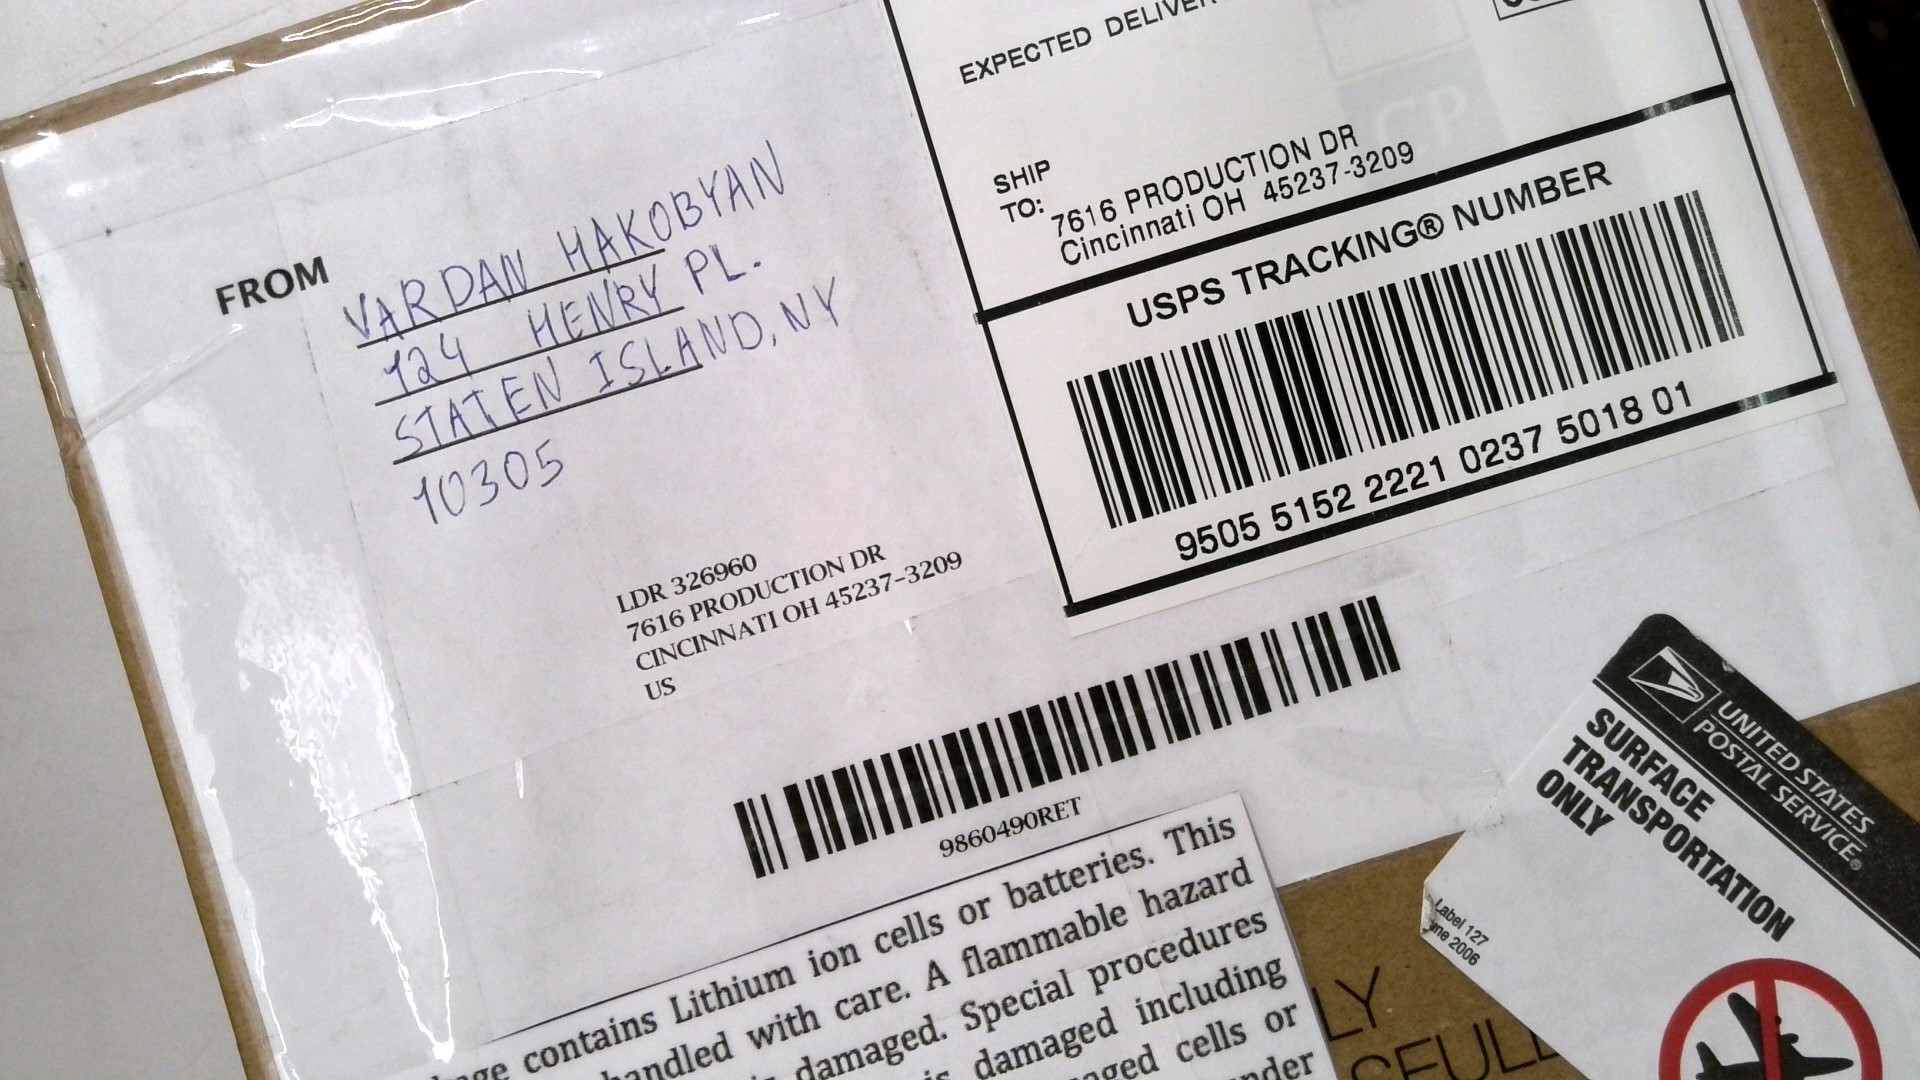 EXPECTED DELIVER
SHIP
TO:
7616 PRODUCTION DR
Cincinnati OH 45237-3209
USPS TRACKING® NUMBER
9505 5152 2221 0237 5018 01
FROM
VARDAN HAKOBYAN
124 HENRY PL.
STATEN ISLAND, NY
10305
LDR 326960
7616 PRODUCTION DR
CINCINNATI OH 45237-3209
US
9860490RET
contains Lithium ion cells or batteries. This
handled with care. A flammable hazard
damaged. Special procedures
is damaged including
cells or
UNITED STATES
POSTAL SERVICE®
SURFACE
TRANSPORTATION
ONLY
Label 127
2006